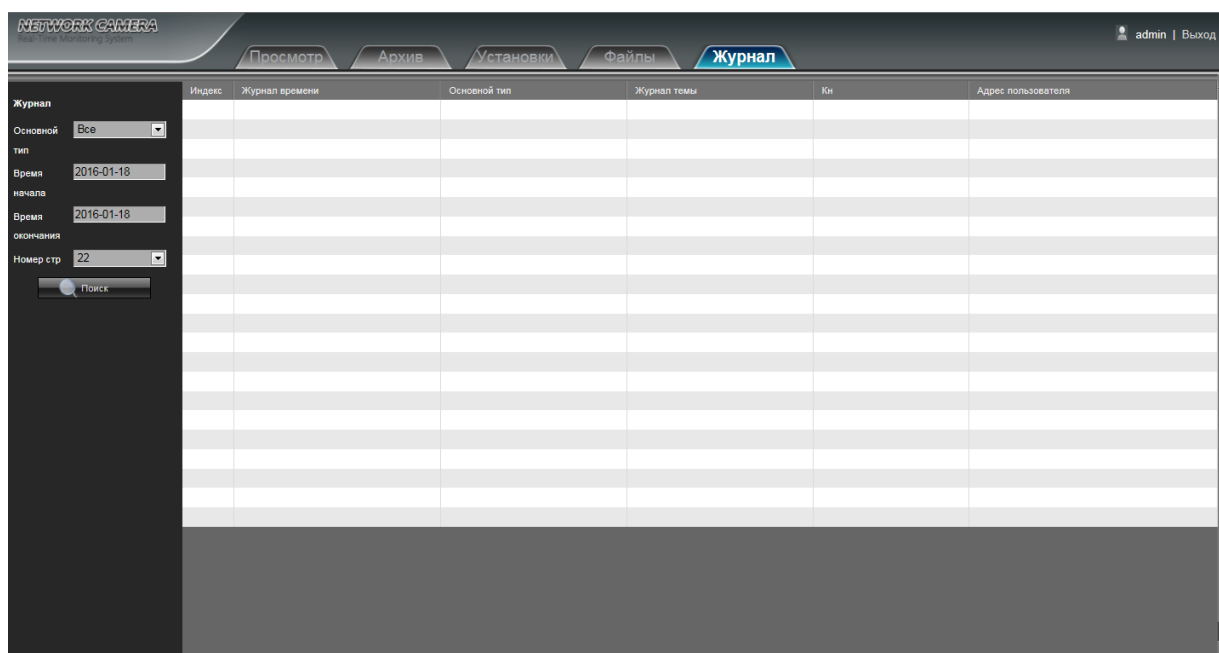 NETWORK CAMERA
Real-Time Monitoring System
admin | Выход
Просмотр Архив Установки Файлы Журнал
Индекс Журнал времени Основной тип Журнал темы Кн Адрес пользователя
Журнал
Основной тип Все
Время начала 2016-01-18
Время окончания 2016-01-18
Номер стр 22
Поиск